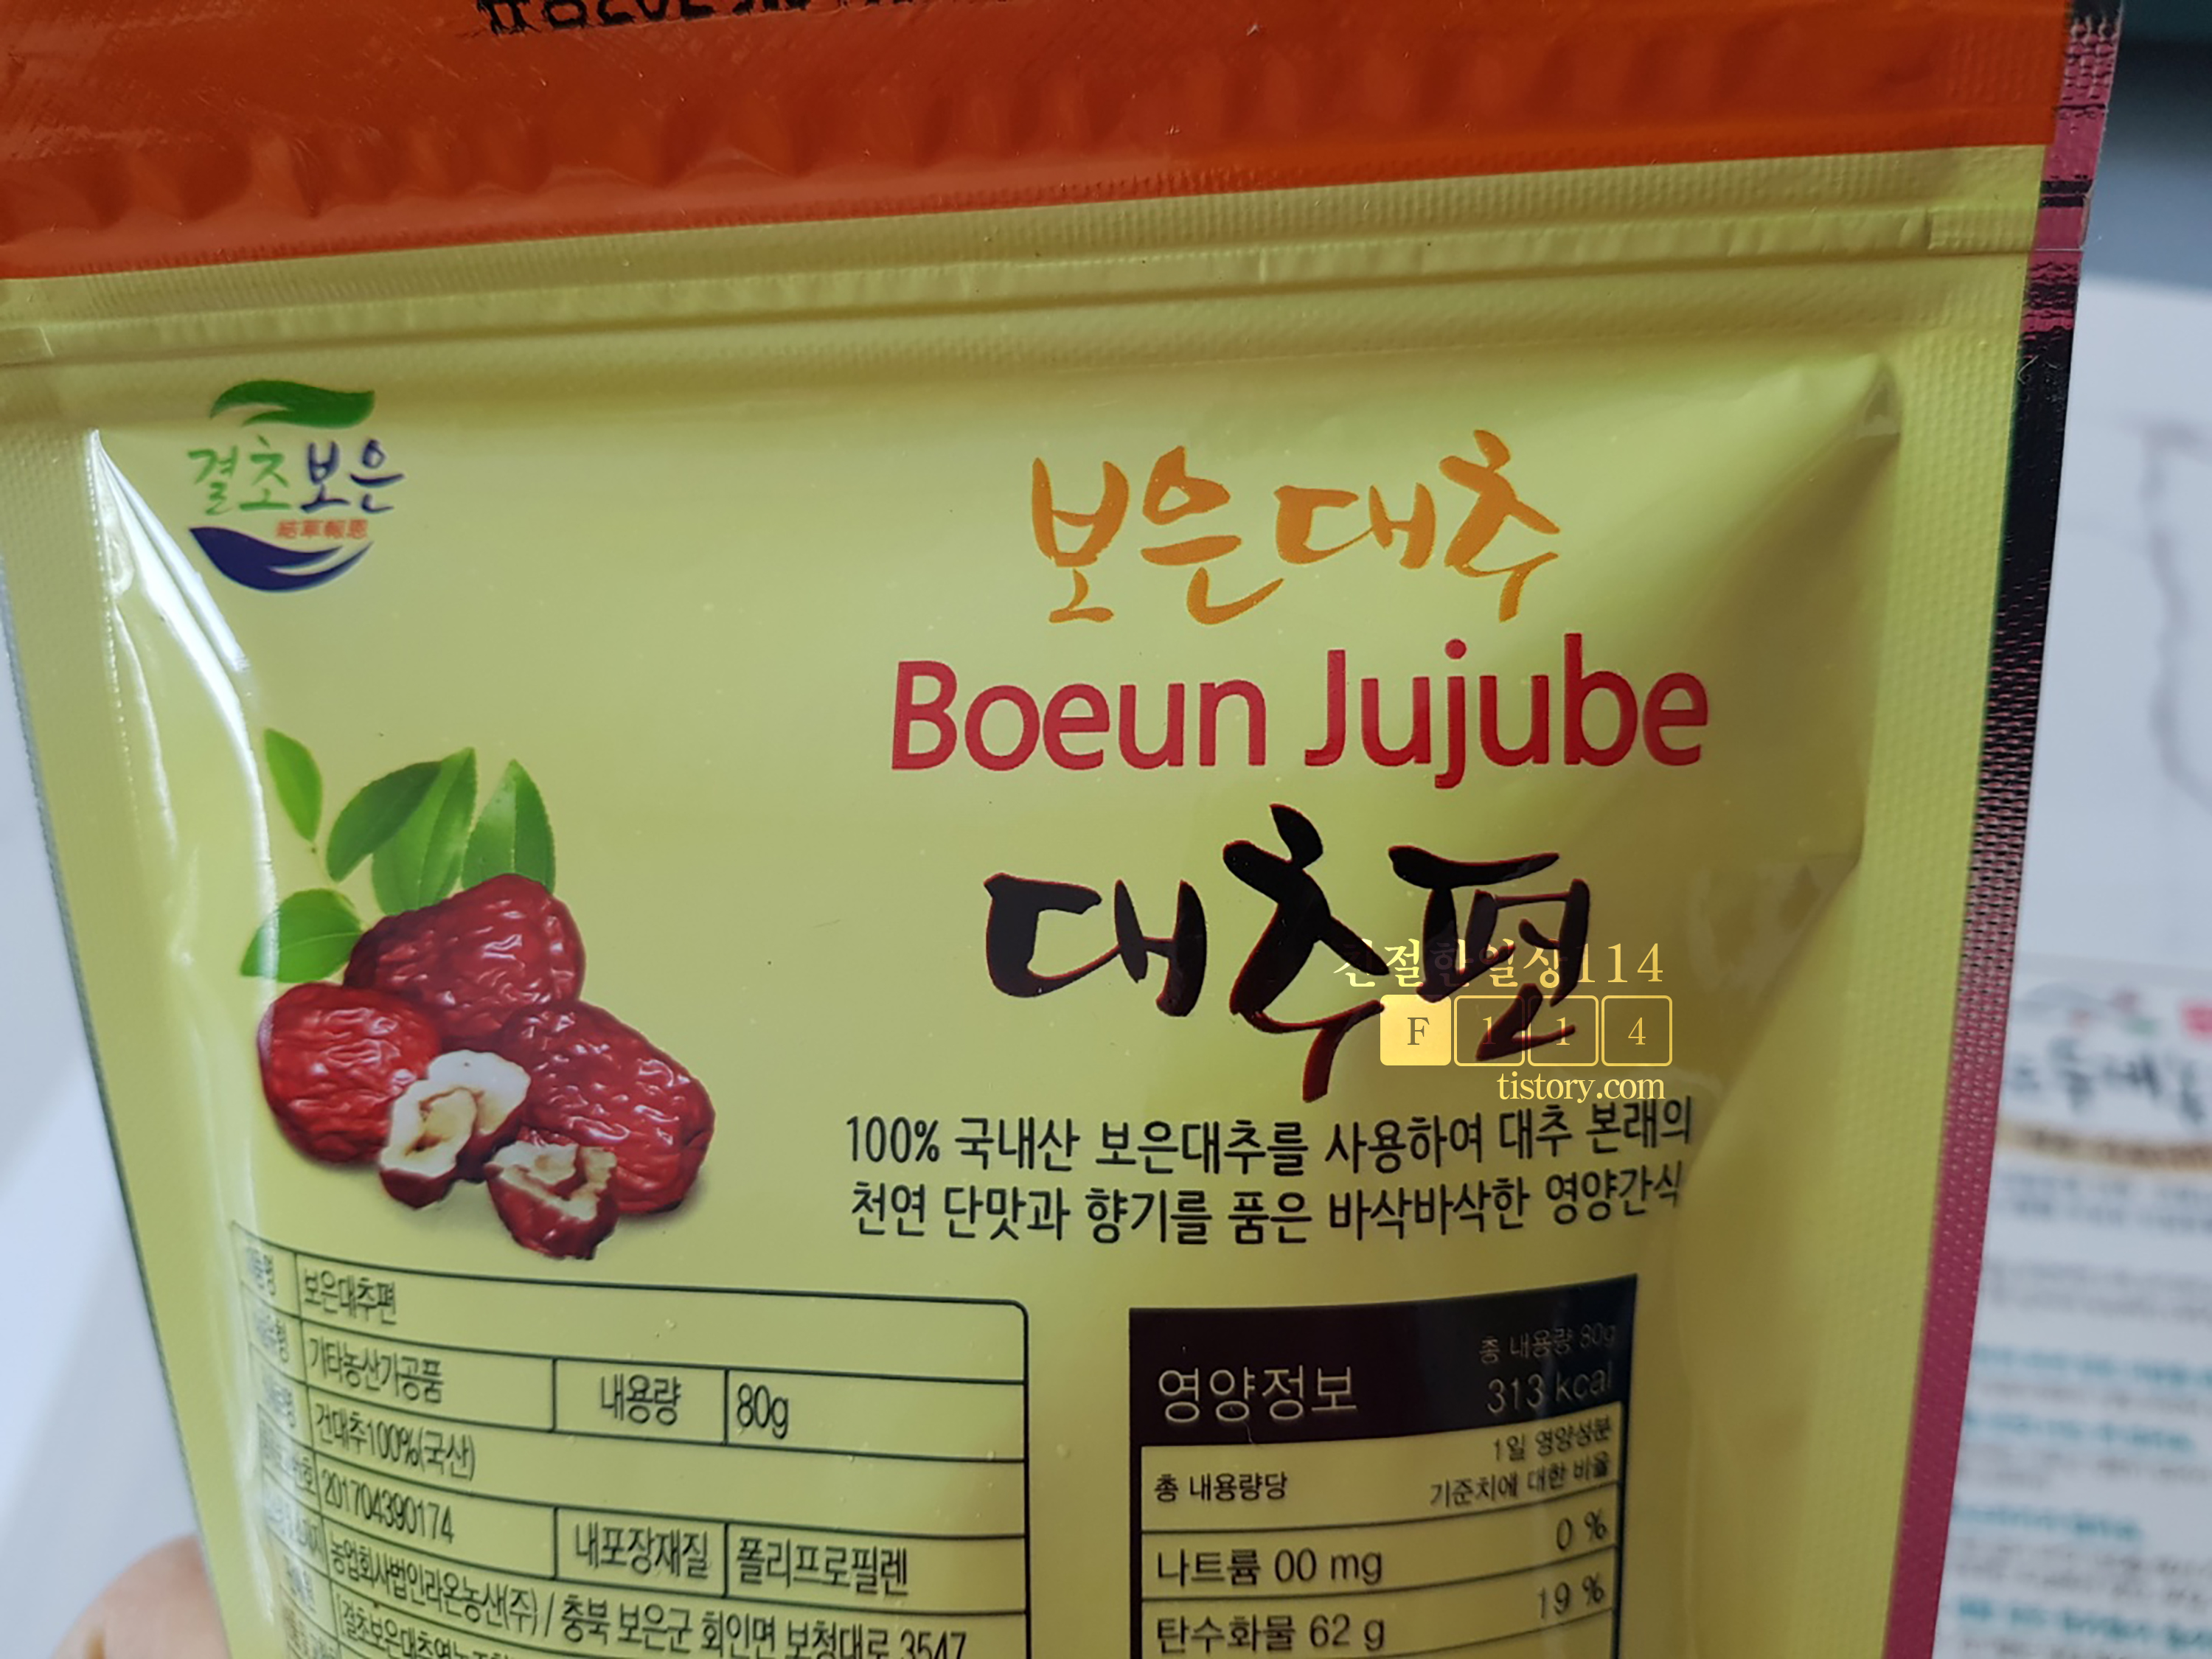 결초보은
結草報恩
보은대추
Boeun Jujube
대추편
친절한일상114
F 1 1 4
tistory.com
100% 국내산 보은대추를 사용하여 대추 본래의
천연 단맛과 향기를 품은 바삭바삭한 영양간식
보은대추편
기타농산가공품 내용량 80g
건대추100%(국산)
201704390174 내포장재질 폴리프로필렌
농업회사법인라온농산(주) / 충북 보은군 회인면 보청대로 3547
영양정보
총 내용량 80g
313 kcal
총 내용량당
1일 영양성분
기준치에 대한 비율
나트륨 00 mg 0 %
탄수화물 62 g 19 %